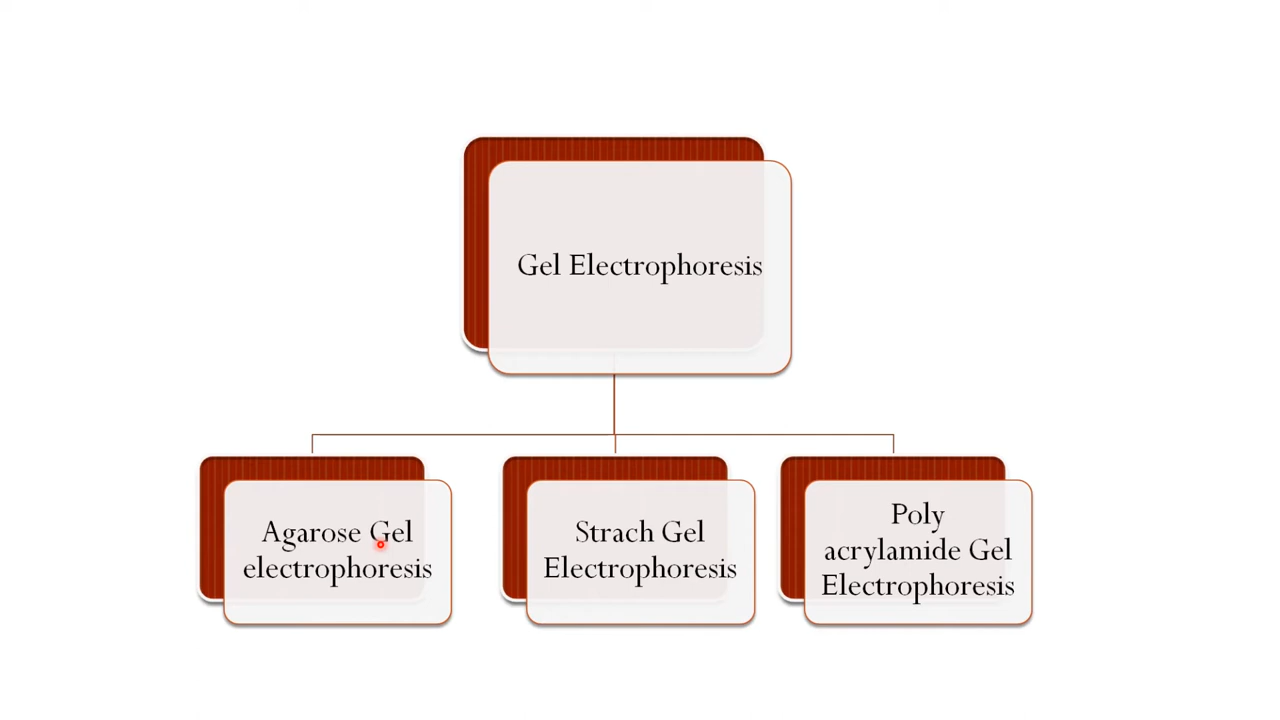 Gel Electrophoresis
Agarose Gel
electrophoresis
Strach Gel
Electrophoresis
Poly
acrylamide Gel
Electrophoresis